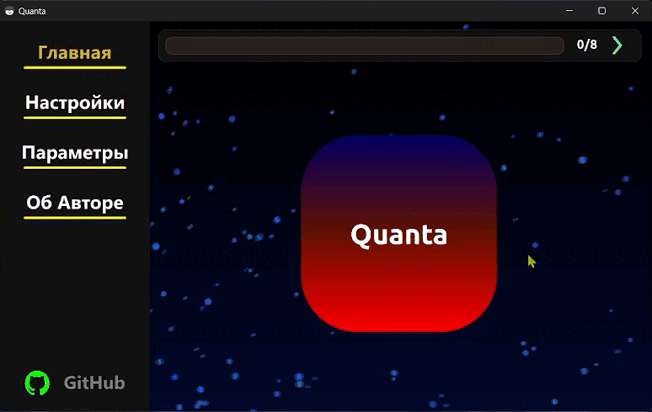 Quanta
Главная
Настройки
Параметры
Об Авторе
GitHub
0/8
Quanta